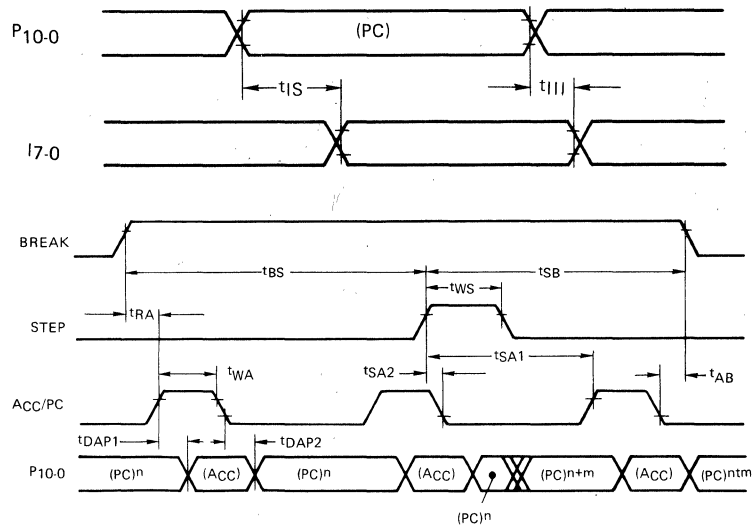 P10-0
(PC)
tIS
tIII
I7-0
BREAK
tBS
tSB
tWS
STEP
tRA
tSA1
tWA
tSA2
tAB
ACC/PC
tDAP1
tDAP2
P10-0
(PC)n
(ACC)
(PC)n
(ACC)
(PC)n+m
(ACC)
(PC)ntm
(PC)n